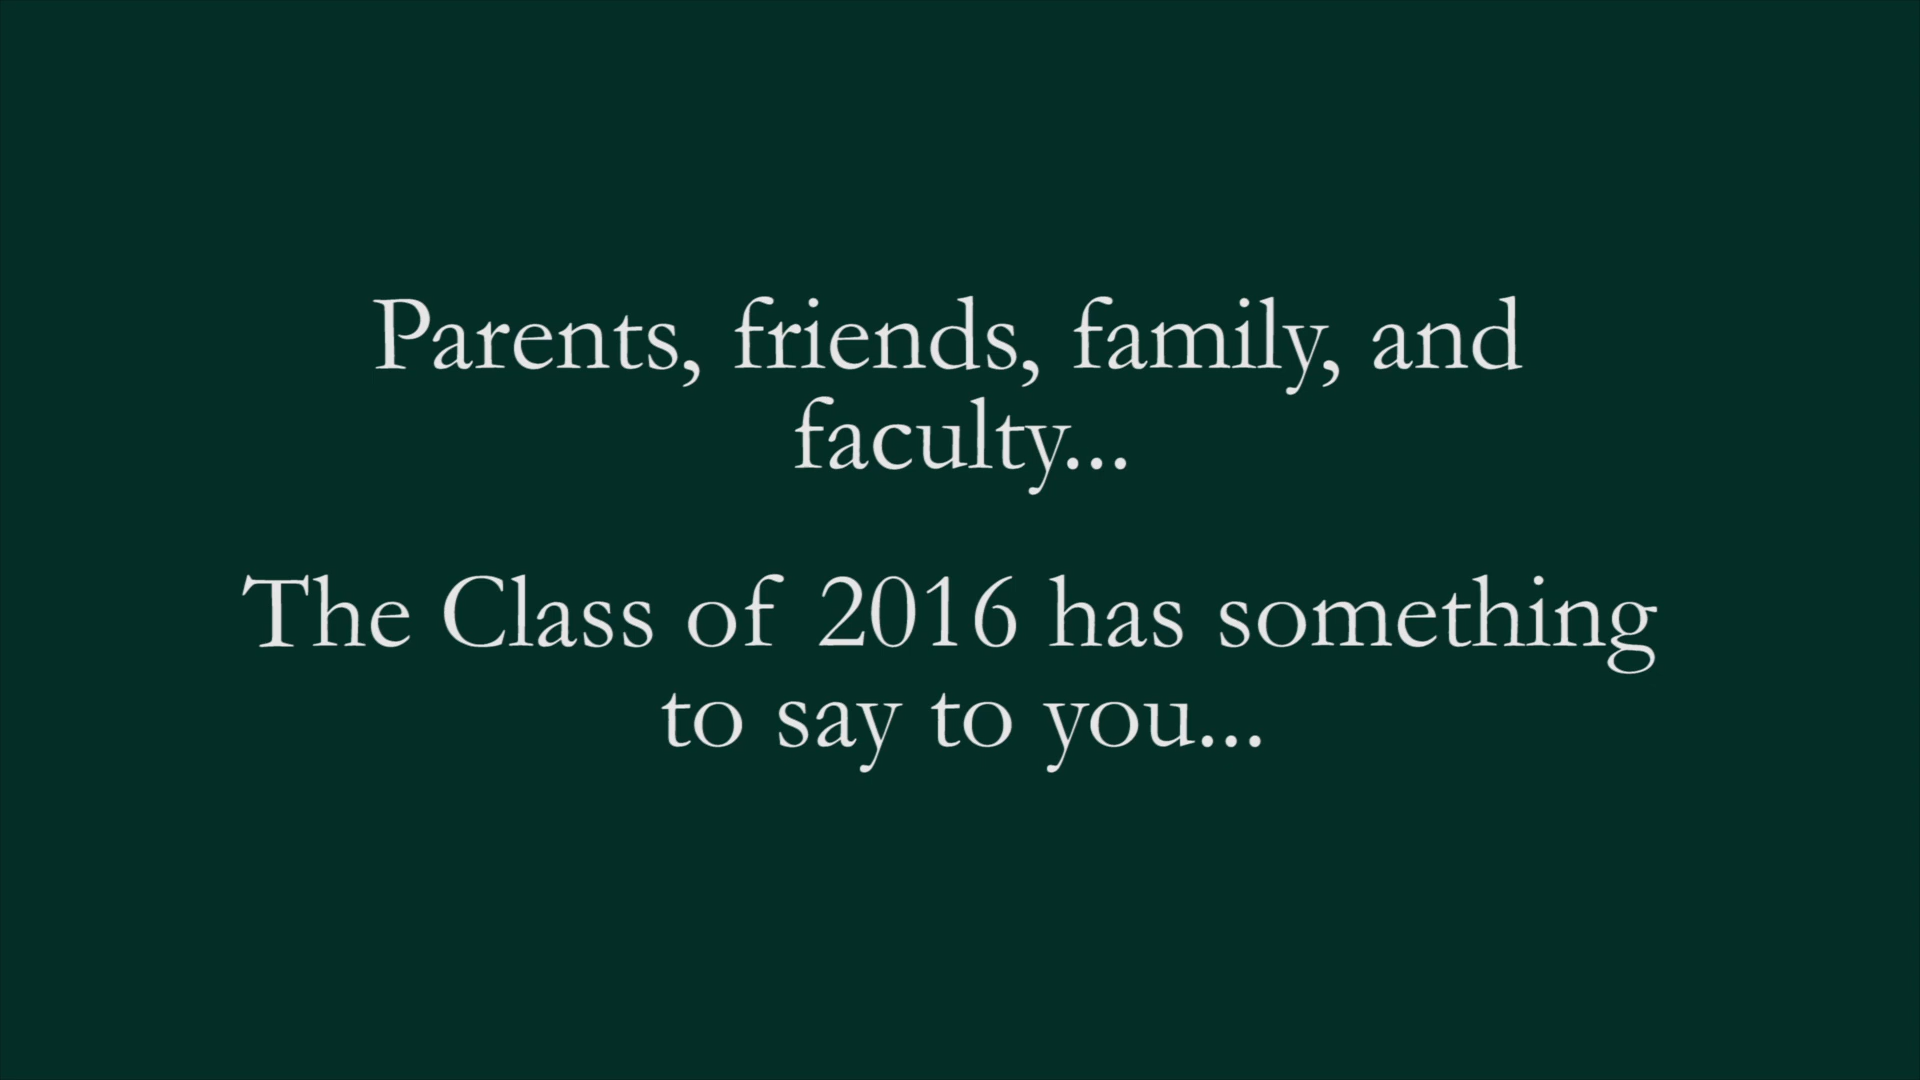 Parents, friends, family, and
faculty...
The Class of 2016 has something
to say to you...